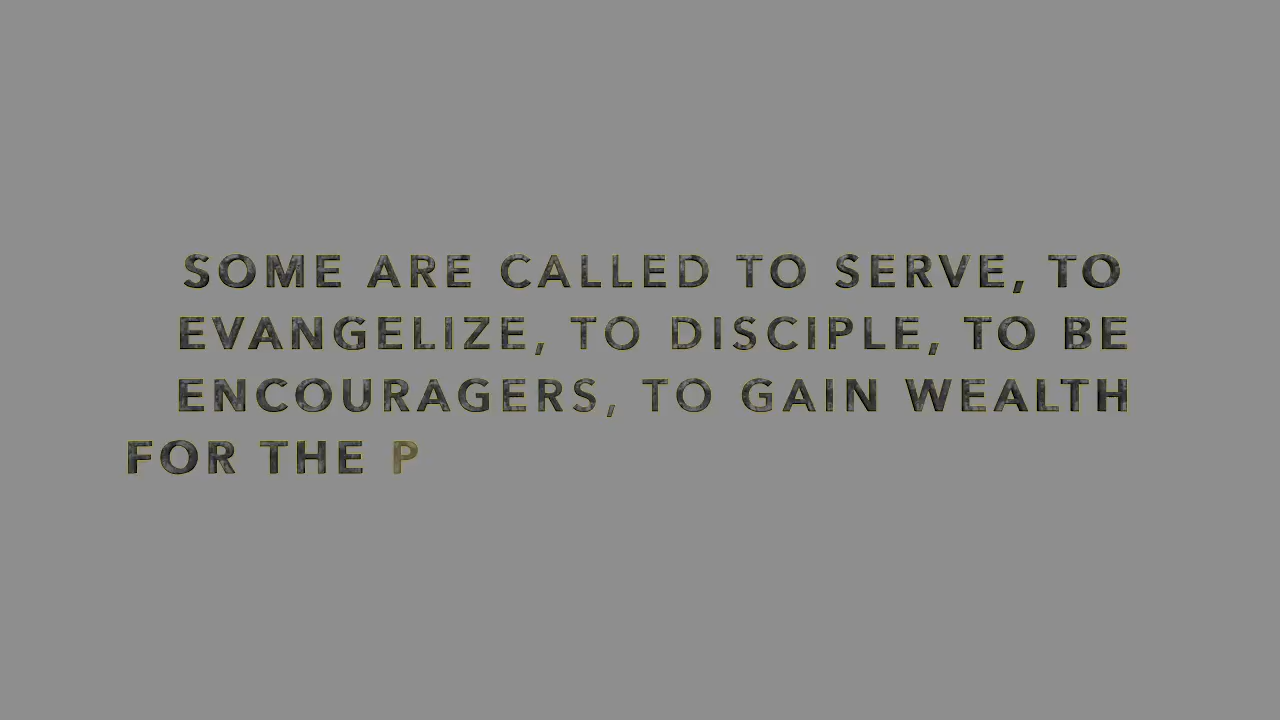 SOME ARE CALLED TO SERVE, TO
EVANGELIZE, TO DISCIPLE, TO BE
ENCOURAGERS, TO GAIN WEALTH
FOR THE P